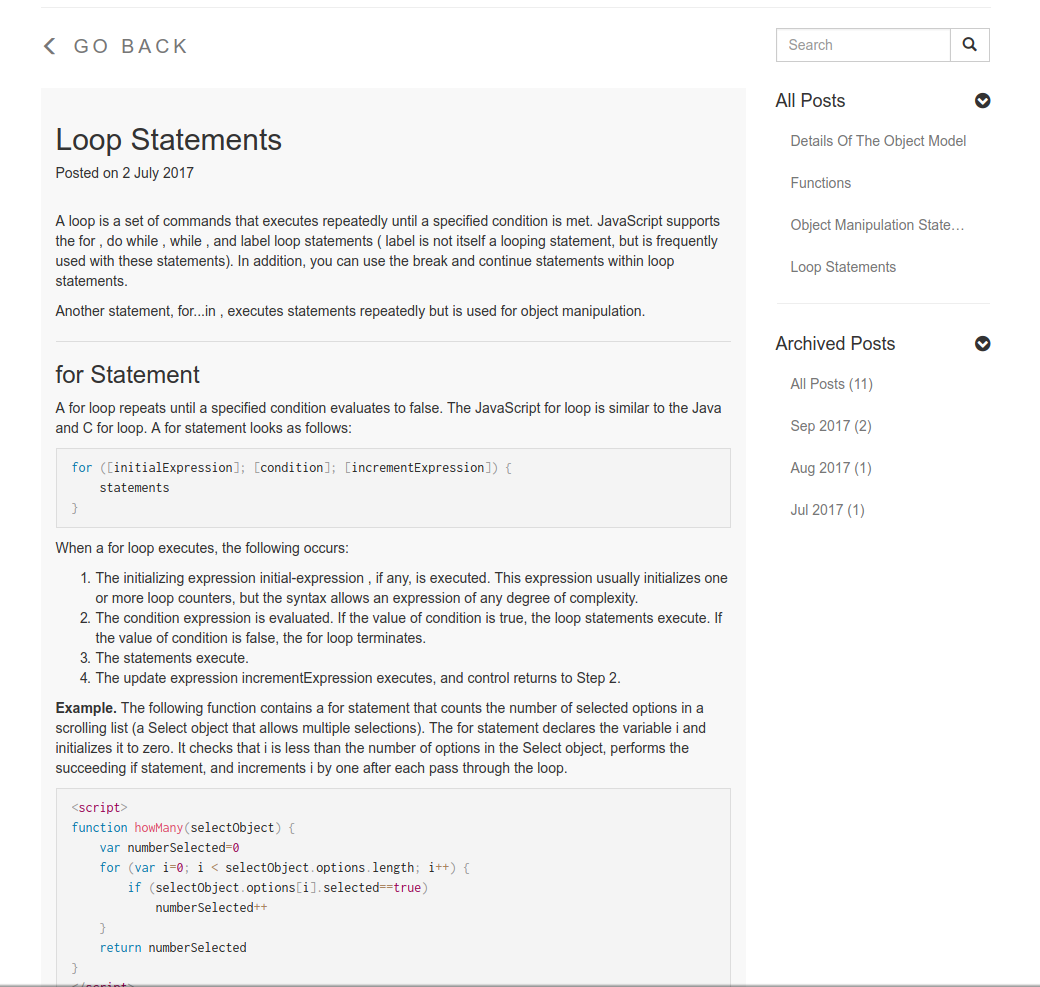 GO BACK
Search
Loop Statements
Posted on 2 July 2017
A loop is a set of commands that executes repeatedly until a specified condition is met. JavaScript supports
the for , do while , while , and label loop statements ( label is not itself a looping statement, but is frequently
used with these statements). In addition, you can use the break and continue statements within loop
statements.
Another statement, for...in , executes statements repeatedly but is used for object manipulation.
for Statement
A for loop repeats until a specified condition evaluates to false. The JavaScript for loop is similar to the Java
and C for loop. A for statement looks as follows:
for ([initialExpression]; [condition]; [incrementExpression]) {
    statements
}
When a for loop executes, the following occurs:
1. The initializing expression initial-expression , if any, is executed. This expression usually initializes one
or more loop counters, but the syntax allows an expression of any degree of complexity.
2. The condition expression is evaluated. If the value of condition is true, the loop statements execute. If
the value of condition is false, the for loop terminates.
3. The statements execute.
4. The update expression incrementExpression executes, and control returns to Step 2.
Example. The following function contains a for statement that counts the number of selected options in a
scrolling list (a Select object that allows multiple selections). The for statement declares the variable i and
initializes it to zero. It checks that i is less than the number of options in the Select object, performs the
succeeding if statement, and increments i by one after each pass through the loop.
<script>
function howMany(selectObject) {
    var numberSelected=0
    for (var i=0; i < selectObject.options.length; i++) {
        if (selectObject.options[i].selected==true)
            numberSelected++
    }
    return numberSelected
}
</script>
All Posts
Details Of The Object Model
Functions
Object Manipulation State…
Loop Statements
Archived Posts
All Posts (11)
Sep 2017 (2)
Aug 2017 (1)
Jul 2017 (1)